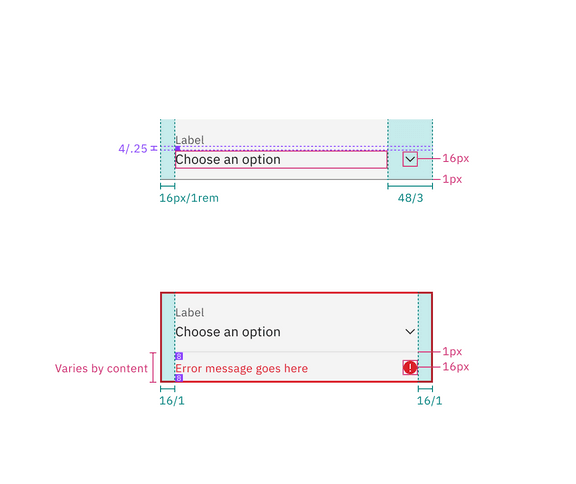 Label
4/.25
Choose an option
16px
1px
16px/1rem
48/3
Label
Choose an option
1px
8
16px
Varies by content
Error message goes here
8
16/1
16/1